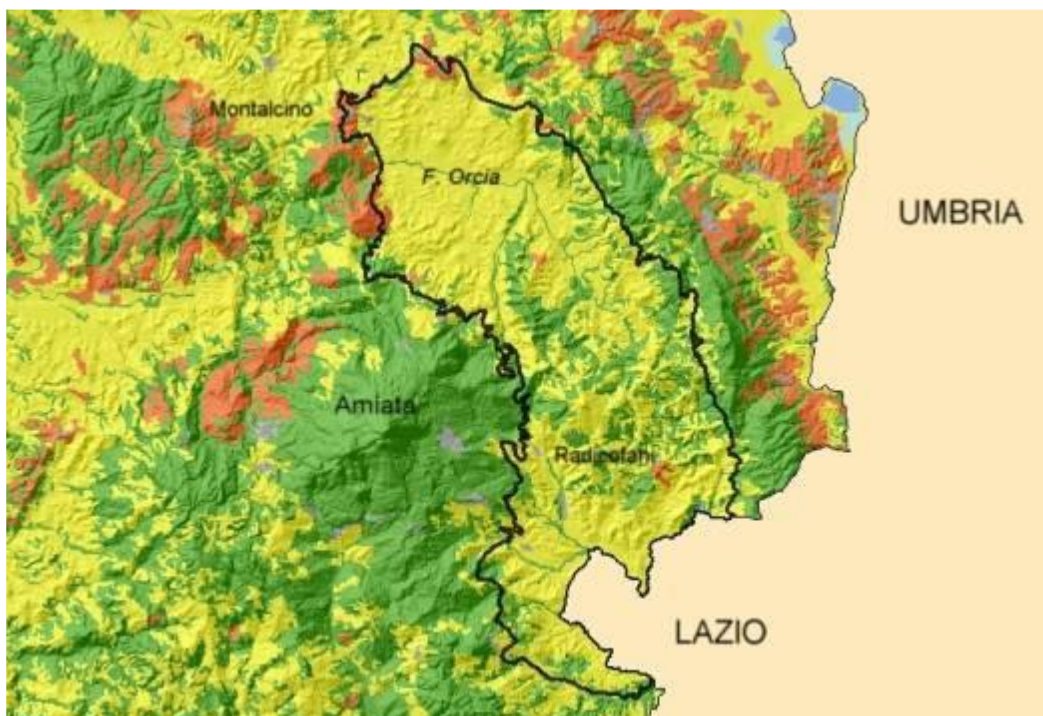 Montalcino
F. Orcia
UMBRIA
Amiata
Radicofani
LAZIO